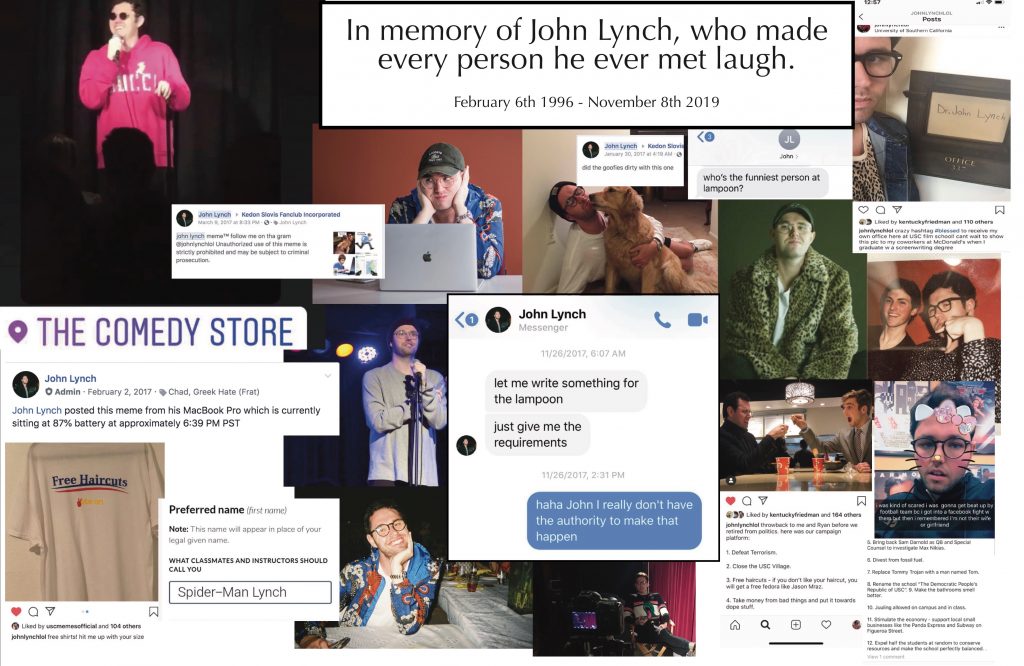 In memory of John Lynch, who made
every person he ever met laugh.
February 6th 1996 - November 8th 2019
GUCCI
John Lynch ▸ Kedon Slovis Fanclub incorporated
March 9, 2017 at 8:33 PM · John Lynch
john lynch meme™ follow me on tha gram
@johnlynchlol Unauthorized use of this meme is
strictly prohibited and may be subject to criminal
prosecution.
John Lynch ▸ Kedon Slovis
January 30, 2017 at 4:19 AM
did the goofies dirty with this one
3
JL
John >
who's the funniest person at
lampoon?
12:57
JOHNLYNCHLOL
Posts
johnlynchlol
University of Southern California
Dr. John Lynch
OFFICE
Liked by kentuckyfriedman and 110 others
johnlynchlol crazy hashtag #blessed to receive my
own office here at USC film school! cant wait to show
this pic to my coworkers at McDonald's when I
graduate w a screenwriting degree
THE COMEDY STORE
John Lynch
Admin · February 2, 2017 · Chad, Greek Hate (Frat)
John Lynch posted this meme from his MacBook Pro which is currently
sitting at 87% battery at approximately 6:39 PM PST
Free Haircuts
Liked by uscmemesofficial and 104 others
johnlynchlol free shirts! hit me up with your size
Preferred name (first name)
Note: This name will appear in place of your
legal given name.
WHAT CLASSMATES AND INSTRUCTORS SHOULD
CALL YOU
Spider-Man Lynch
1
John Lynch
Messenger
11/26/2017, 6:07 AM
let me write something for
the lampoon
just give me the
requirements
11/26/2017, 2:31 PM
haha John I really don't have
the authority to make that
happen
Liked by kentuckyfriedman and 164 others
johnlynchlol throwback to me and Ryan before we
retired from politics. here was our campaign
platform:
1. Defeat Terrorism.
2. Close the USC Village.
3. Free haircuts - if you don't like your haircut, you
will get a free fedora like Jason Mraz.
4. Take money from bad things and put it towards
dope stuff.
i was kind of scared i was gonna get beat up by
football team bc i got into a facebook fight w
them but then i remembered i'm not their wife
or girlfriend
5. Bring back Sam Darnold as QB and Special
Counsel to investigate Max Nikias.
6. Divest from fossil fuel.
7. Replace Tommy Trojan with a man named Tom.
8. Rename the school "The Democratic People's
Republic of USC". 9. Make the bathrooms smell
better.
10. Juuling allowed on campus and in class.
11. Stimulate the economy - support local small
businesses like the Panda Express and Subway on
Figueroa Street.
12. Expel half the students at random to conserve
resources and make the school perfectly balanced...
View 1 comment